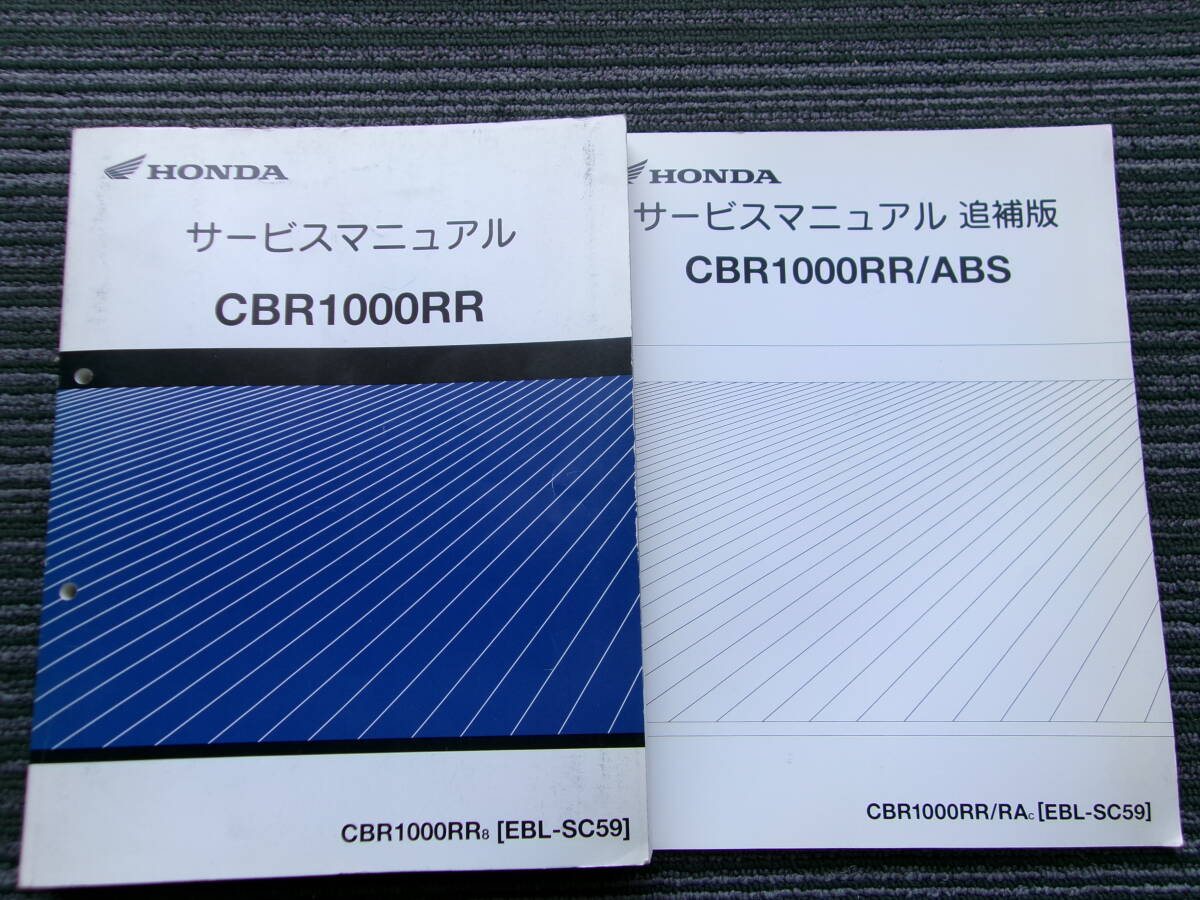 HONDA
サービスマニュアル
CBR1000RR
CBR1000RR8 [EBL-SC59]
HONDA
サービスマニュアル 追補版
CBR1000RR/ABS
CBR1000RR/RAc [EBL-SC59]